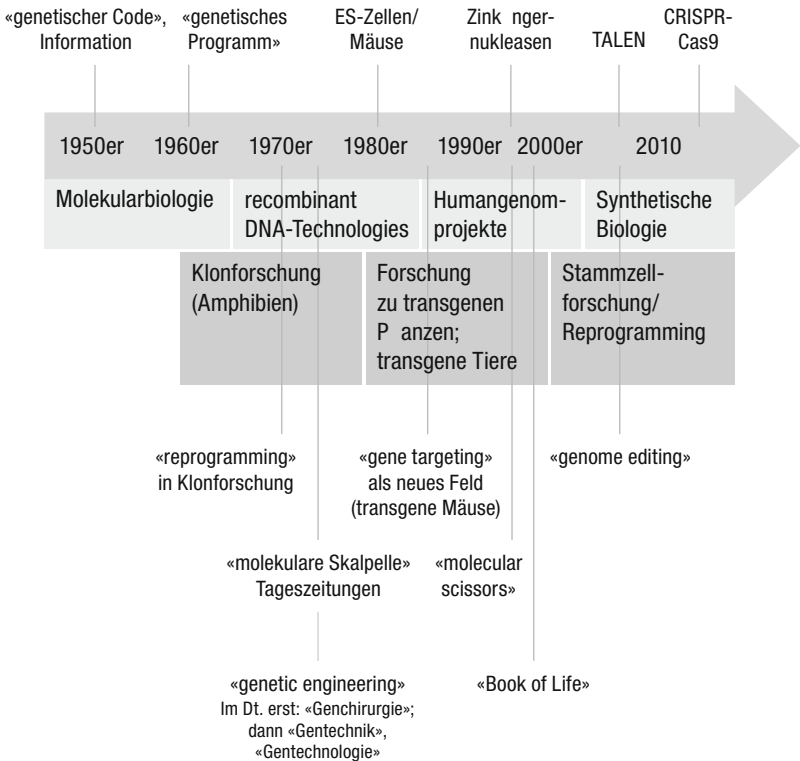 «genetischer Code»,
Information
«genetisches
Programm»
ES-Zellen/
Mäuse
Zink nger-
nukleasen
TALEN
CRISPR-
Cas9
1950er 1960er 1970er 1980er 1990er 2000er 2010
Molekularbiologie
recombinant
DNA-Technologies
Humangenom-
projekte
Synthetische
Biologie
Klonforschung
(Amphibien)
Forschung
zu transgenen
P anzen;
transgene Tiere
Stammzell-
forschung/
Reprogramming
«reprogramming»
in Klonforschung
«gene targeting»
als neues Feld
(transgene Mäuse)
«genome editing»
«molekulare Skalpelle»
Tageszeitungen
«molecular
scissors»
«genetic engineering»
Im Dt. erst: «Genchirurgie»;
dann «Gentechnik»,
«Gentechnologie»
«Book of Life»